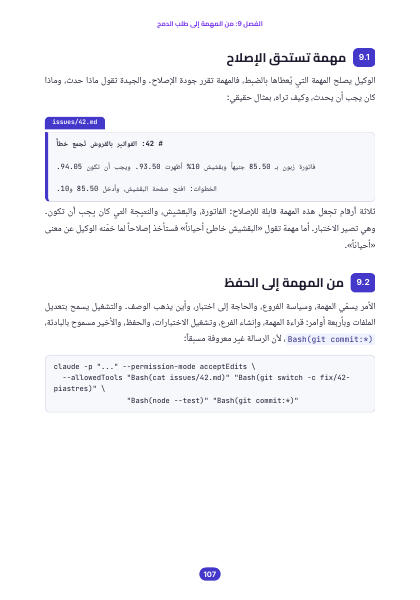 الفصل 9: من المهمة إلى طلب الدمج
9.1 مهمة تستحق الإصلاح
الوكيل يصلح المهمة التي يُعطاها بالضبط، فالمهمة تقرر جودة الإصلاح. والجيدة تقول ماذا حدث، وماذا
كان يجب أن يحدث، وكيف تراه، بمثال حقيقي:
issues/42.md
# 42: الفواتير بالقروش تُجمع خطأ
فاتورة زبون بـ 85.50 جنيهاً وبقشيش 10% أظهرت 93.50. ويجب أن تكون 94.05.
الخطوات: افتح صفحة البقشيش، وأدخل 85.50 و10.
ثلاثة أرقام تجعل هذه المهمة قابلة للإصلاح: الفاتورة، والبقشيش، والنتيجة التي كان يجب أن تكون.
وهي تصير الاختبار. أما مهمة تقول «البقشيش خاطئ أحياناً» فستأخذ إصلاحاً لما خمّنه الوكيل عن معنى
«أحياناً».
9.2 من المهمة إلى الحفظ
الأمر يسمّي المهمة، وسياسة الفروع، والحاجة إلى اختبار، وأين يذهب الوصف. والتشغيل يسمح بتعديل
الملفات وبأربعة أوامر: قراءة المهمة، وإنشاء الفرع، وتشغيل الاختبارات، والحفظ، والأخير مسموح بالبادئة،
Bash(git commit:*)، لأن الرسالة غير معروفة مسبقاً:
claude -p "..." --permission-mode acceptEdits \
--allowedTools "Bash(cat issues/42.md)" "Bash(git switch -c fix/42-
piastres)" \
"Bash(node --test)" "Bash(git commit:*)"
107